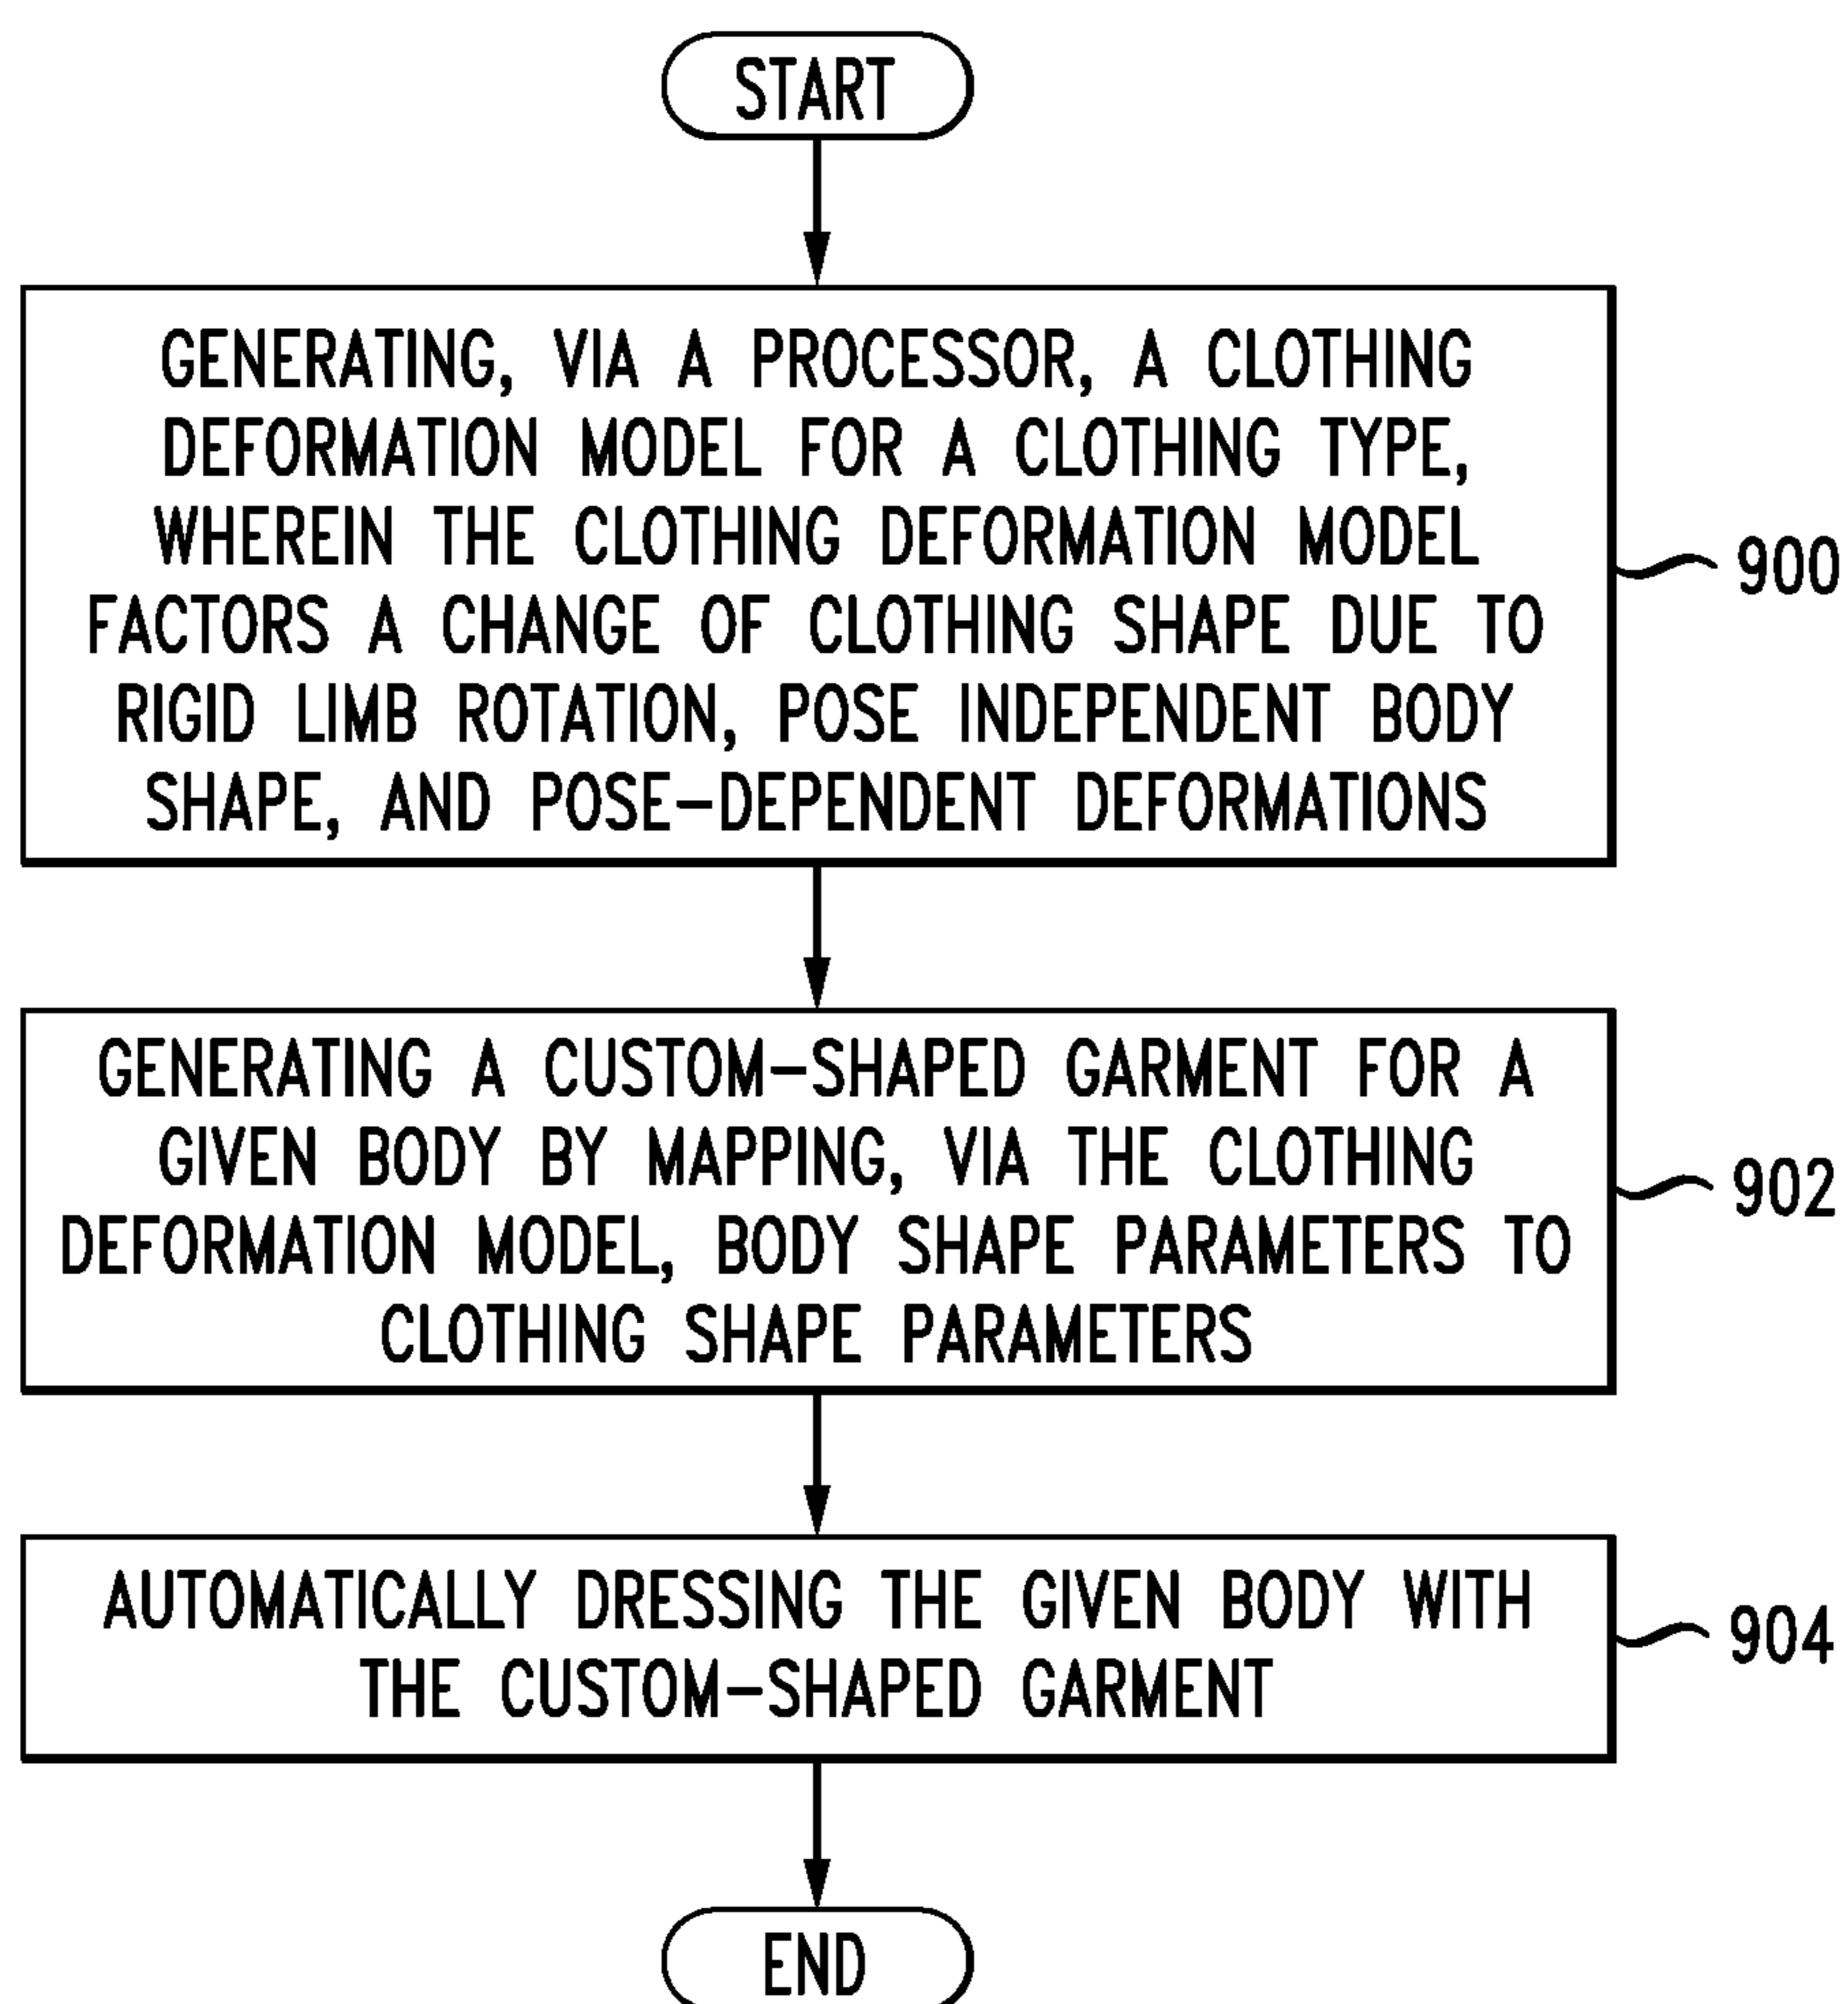 START
GENERATING, VIA A PROCESSOR, A CLOTHING
DEFORMATION MODEL FOR A CLOTHING TYPE,
WHEREIN THE CLOTHING DEFORMATION MODEL
FACTORS A CHANGE OF CLOTHING SHAPE DUE TO
RIGID LIMB ROTATION, POSE INDEPENDENT BODY
SHAPE, AND POSE-DEPENDENT DEFORMATIONS
900
GENERATING A CUSTOM-SHAPED GARMENT FOR A
GIVEN BODY BY MAPPING, VIA THE CLOTHING
DEFORMATION MODEL, BODY SHAPE PARAMETERS TO
CLOTHING SHAPE PARAMETERS
902
AUTOMATICALLY DRESSING THE GIVEN BODY WITH
THE CUSTOM-SHAPED GARMENT
904
END